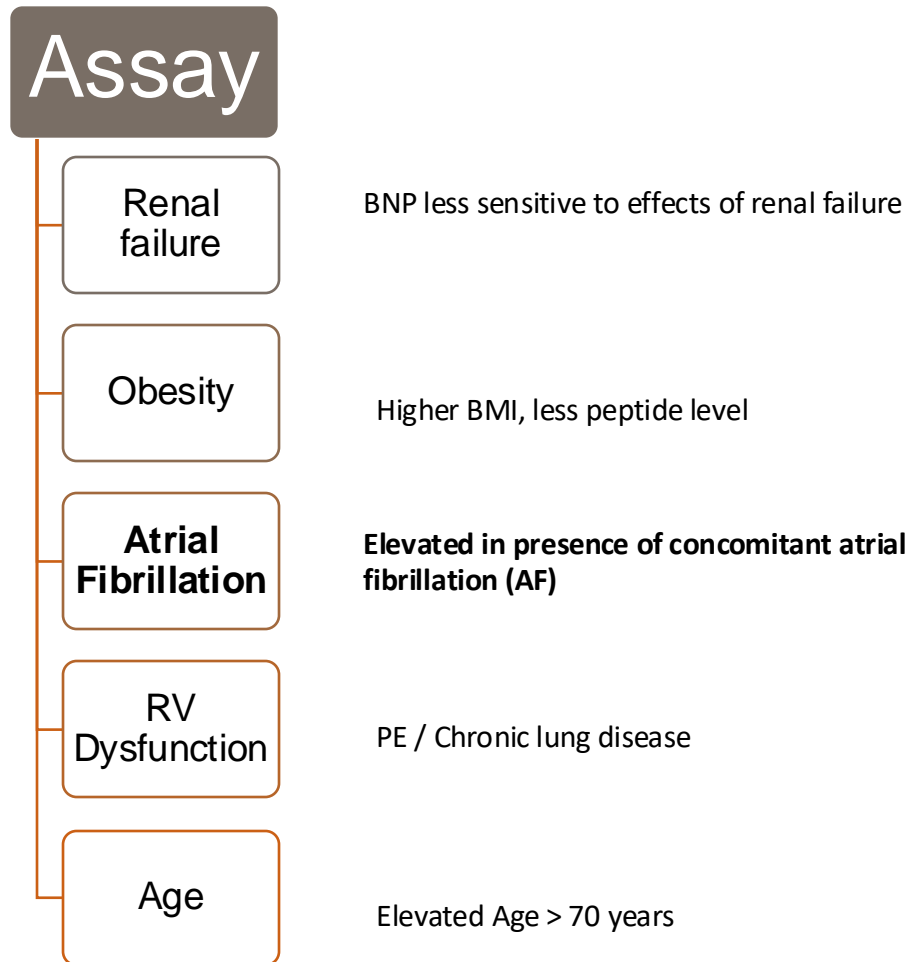 Assay
Renal
failure
BNP less sensitive to effects of renal failure
Obesity
Higher BMI, less peptide level
Atrial
Fibrillation
Elevated in presence of concomitant atrial
fibrillation (AF)
RV
Dysfunction
PE / Chronic lung disease
Age
Elevated Age > 70 years